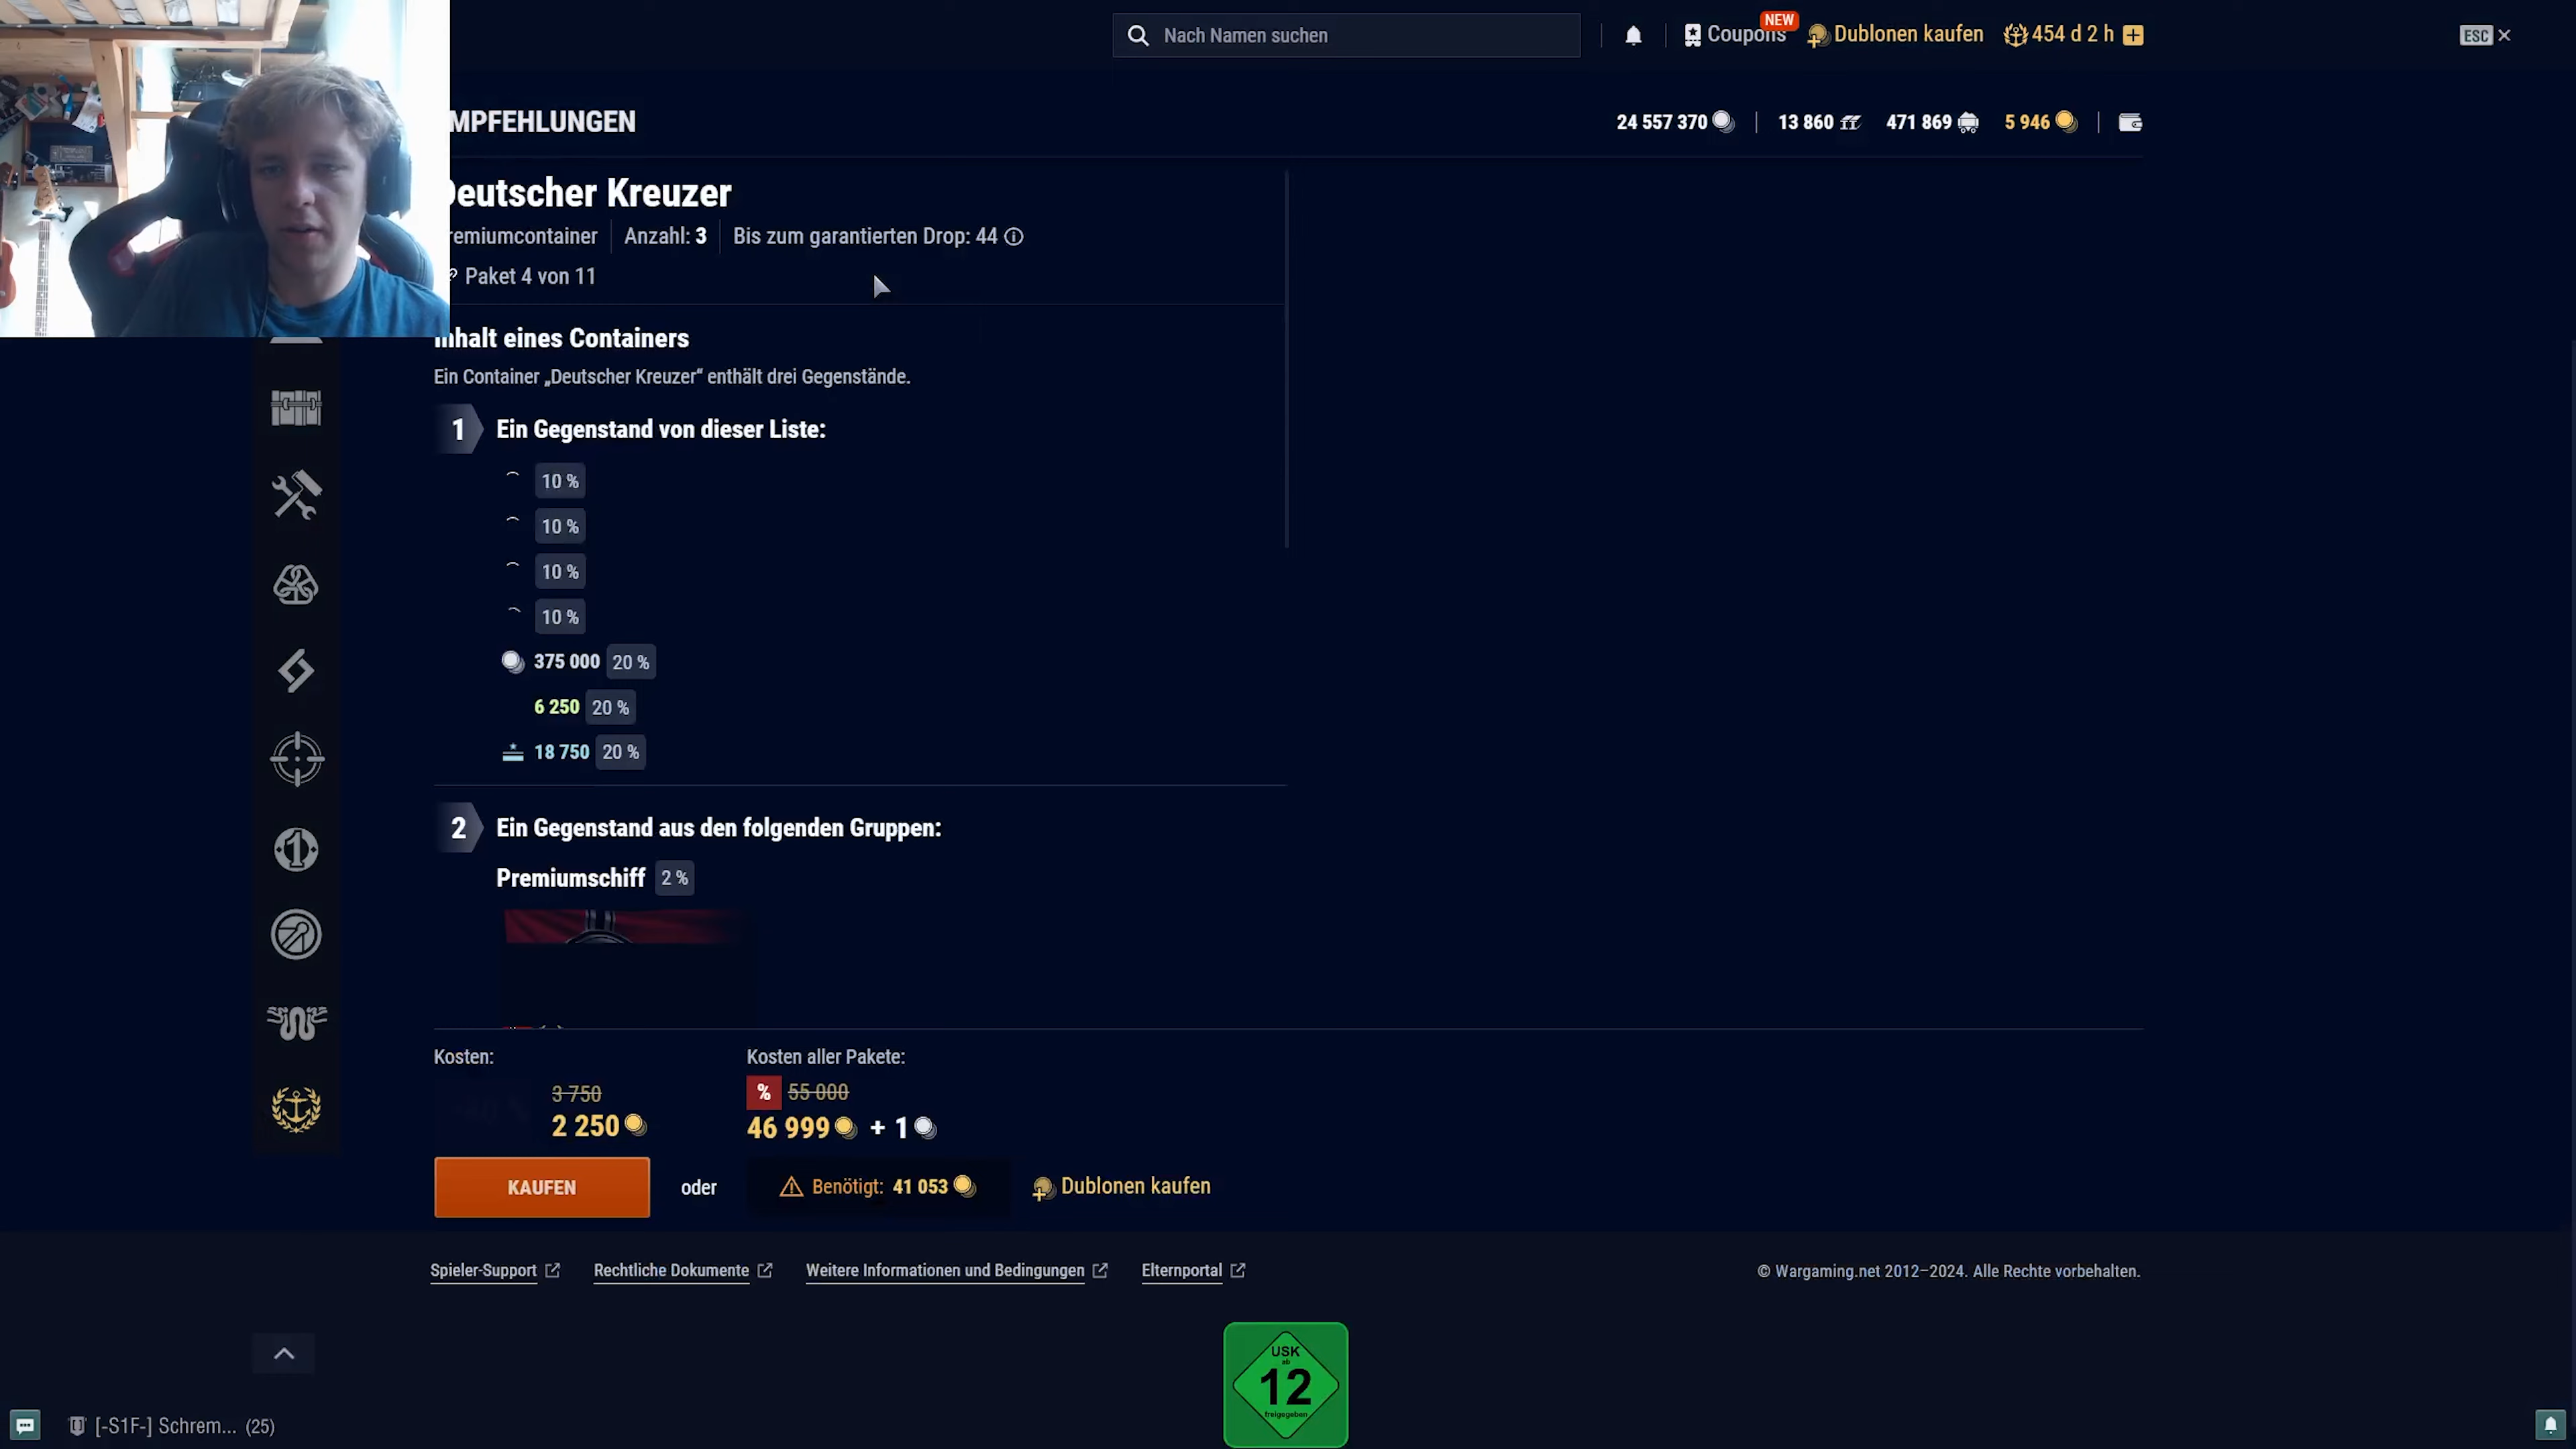 Nach Namen suchen
NEW
Coupons
Dublonen kaufen
454 d 2 h
ESC
MPFEHLUNGEN
24 557 370
13 860
471 869
5 946
Deutscher Kreuzer
remiumcontainer
Anzahl: 3
Bis zum garantierten Drop: 44
Paket 4 von 11
Inhalt eines Containers
Ein Container „Deutscher Kreuzer“ enthält drei Gegenstände.
1
Ein Gegenstand von dieser Liste:
10 %
10 %
10 %
10 %
375 000 20 %
6 250 20 %
18 750 20 %
2
Ein Gegenstand aus den folgenden Gruppen:
Premiumschiff 2 %
Kosten:
3 750
2 250
Kosten aller Pakete:
% 55 000
46 999 + 1
KAUFEN
oder
Benötigt: 41 053
Dublonen kaufen
Spieler-Support
Rechtliche Dokumente
Weitere Informationen und Bedingungen
Elternportal
© Wargaming.net 2012–2024. Alle Rechte vorbehalten.
USK
ab
12
freigegeben
[-S1F-] Schrem... (25)